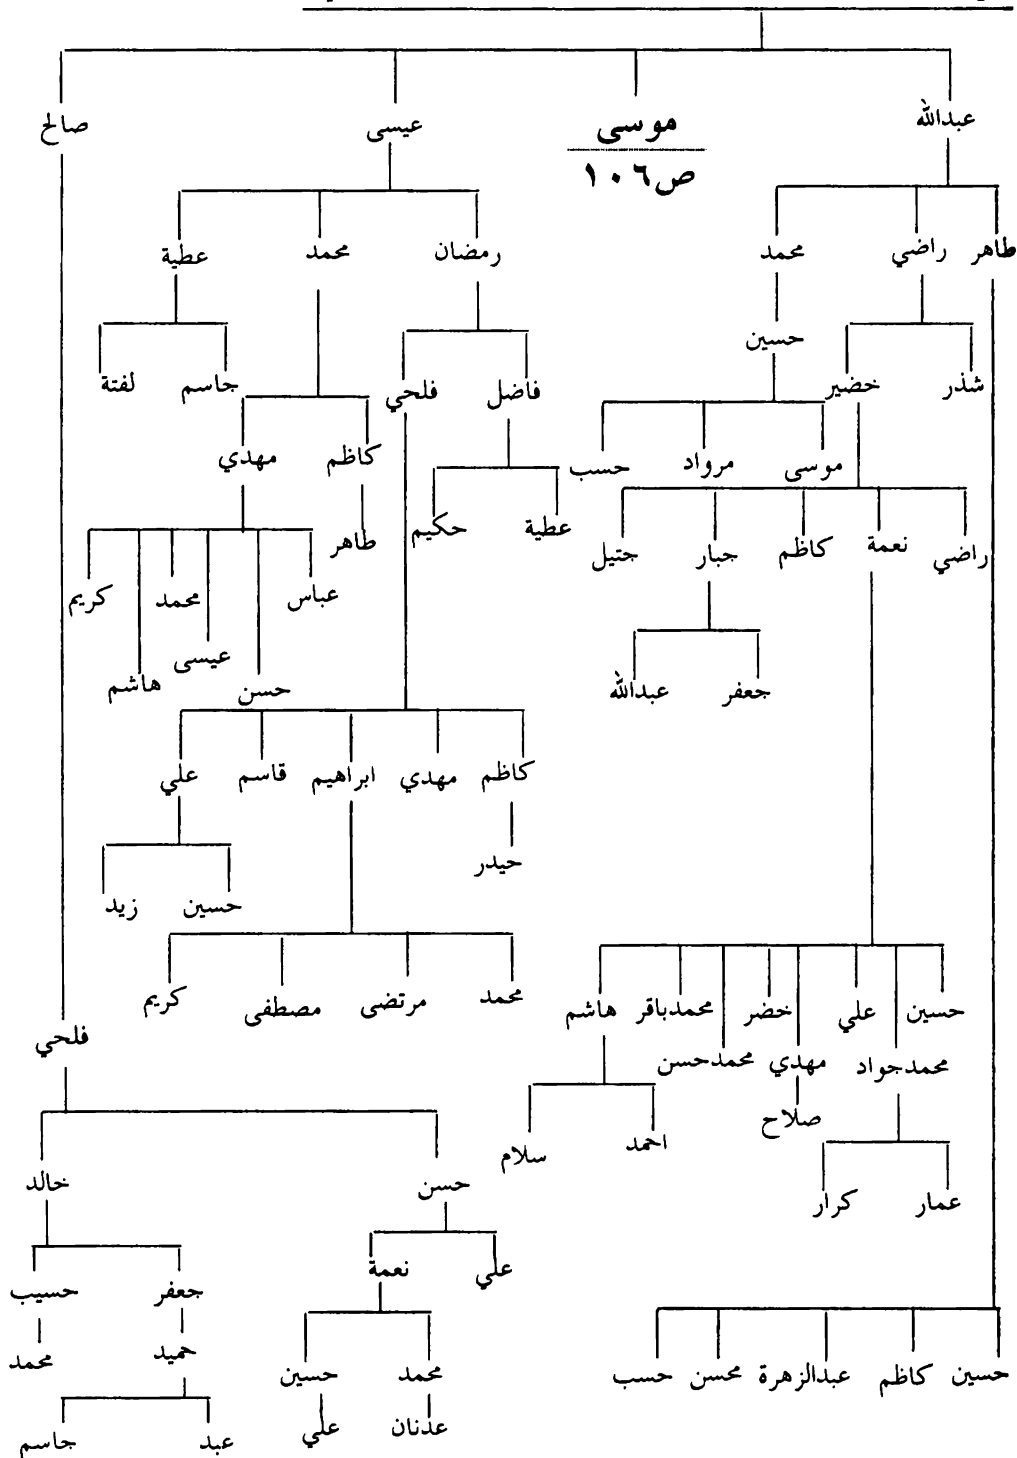 عبدالله
موسى
عيسى
صالح
ص١٠٦
طاهر
راضي
محمد
رمضان
محمد
عطية
حسين
شذر
خضير
فاضل
فلحي
جاسم
لفتة
موسى
مرواد
حسب
كاظم
مهدي
راضي
نعمة
كاظم
جبار
جتيل
عطية
حكيم
طاهر
عباس
محمد
كريم
عيسى
هاشم
حسن
جعفر
عبدالله
كاظم
مهدي
ابراهيم
قاسم
علي
حيدر
حسين
زيد
محمد
مرتضى
مصطفى
كريم
حسين
علي
خضر
محمدباقر
هاشم
فلحي
محمدجواد
مهدي
محمدحسن
صلاح
احمد
سلام
عمار
كرار
حسن
خالد
علي
نعمة
جعفر
حسيب
حسين
كاظم
عبدالزهرة
محسن
حسب
محمد
حسين
حميد
محمد
عدنان
علي
عبد
جاسم